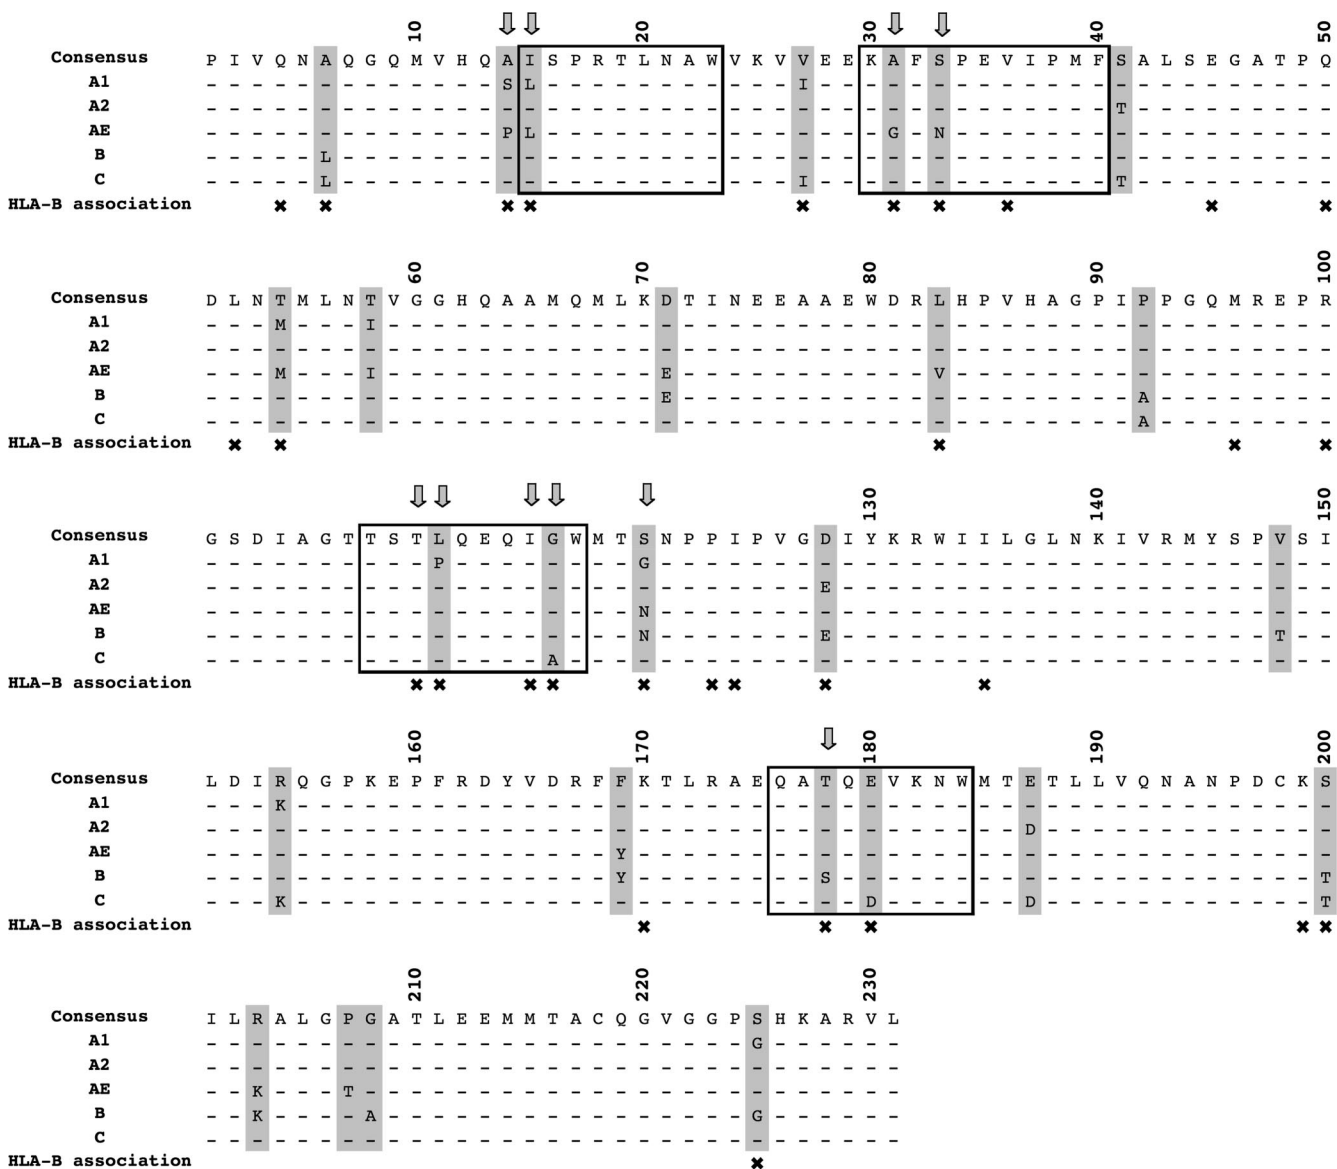 10 20 30 40 50
Consensus P I V Q N A Q G Q M V H Q A I S P R T L N A W V K V V E E K A F S P E V I P M F S A L S E G A T P Q
A1 - - - - - - - - - - - - - S L - - - - - - - - - - - I - - - - - - - - - - - - - - - - - - - - - - -
A2 - - - - - - - - - - - - - - - - - - - - - - - - - - - - - - - - - - - - - - - - T - - - - - - - - -
AE - - - - - - - - - - - - - P L - - - - - - - - - - - - - - - G - N - - - - - - - - - - - - - - - - -
B - - - - - L - - - - - - - - - - - - - - - - - - - - - - - - - - - - - - - - - - - - - - - - - - - -
C - - - - - L - - - - - - - - - - - - - - - - - - - - I - - - - - - - - - - - - - T - - - - - - - - -
HLA-B association ✖ ✖ ✖ ✖ ✖ ✖ ✖ ✖ ✖ ✖
60 70 80 90 100
Consensus D L N T M L N T V G G H Q A A M Q M L K D T I N E E A A E W D R L H P V H A G P I P P G Q M R E P R
A1 - - - M - - - I - - - - - - - - - - - - - - - - - - - - - - - - - - - - - - - - - - - - - - - - - -
A2 - - - - - - - - - - - - - - - - - - - - - - - - - - - - - - - - - - - - - - - - - - - - - - - - - -
AE - - - M - - - I - - - - - - - - - - - - E - - - - - - - - - - - V - - - - - - - - - - - - - - - - -
B - - - - - - - - - - - - - - - - - - - - E - - - - - - - - - - - - - - - - - - - - A - - - - - - - -
C - - - - - - - - - - - - - - - - - - - - - - - - - - - - - - - - - - - - - - - - - A - - - - - - - -
HLA-B association ✖ ✖ ✖ ✖ ✖
130 140 150
Consensus G S D I A G T T S T L Q E Q I G W M T S N P P I P V G D I Y K R W I I L G L N K I V R M Y S P V S I
A1 - - - - - - - - - - P - - - - - - - - G - - - - - - - - - - - - - - - - - - - - - - - - - - - - - -
A2 - - - - - - - - - - - - - - - - - - - - - - - - - - - E - - - - - - - - - - - - - - - - - - - - - -
AE - - - - - - - - - - - - - - - - - - - N - - - - - - - - - - - - - - - - - - - - - - - - - - - - - -
B - - - - - - - - - - - - - - - - - - - N - - - - - - - E - - - - - - - - - - - - - - - - - - - T - -
C - - - - - - - - - - - - - - - A - - - - - - - - - - - - - - - - - - - - - - - - - - - - - - - - - -
HLA-B association ✖ ✖ ✖ ✖ ✖ ✖ ✖ ✖ ✖
160 170 180 190 200
Consensus L D I R Q G P K E P F R D Y V D R F F K T L R A E Q A T Q E V K N W M T E T L L V Q N A N P D C K S
A1 - - - K - - - - - - - - - - - - - - - - - - - - - - - - - - - - - - - - - - - - - - - - - - - - - -
A2 - - - - - - - - - - - - - - - - - - - - - - - - - - - - - - - - - - - - D - - - - - - - - - - - - -
AE - - - - - - - - - - - - - - - - - - Y - - - - - - - - - - - - - - - - - - - - - - - - - - - - - - -
B - - - - - - - - - - - - - - - - - - Y - - - - - - - - S - - - - - - - - - - - - - - - - - - - - - T
C - - - K - - - - - - - - - - - - - - - - - - - - - - - - - D - - - - - - D - - - - - - - - - - - - T
HLA-B association ✖ ✖ ✖ ✖ ✖
210 220 230
Consensus I L R A L G P G A T L E E M M T A C Q G V G G P S H K A R V L
A1 - - - - - - - - - - - - - - - - - - - - - - - - G - - - - - -
A2 - - - - - - - - - - - - - - - - - - - - - - - - - - - - - - -
AE - - K - - - T - - - - - - - - - - - - - - - - - - - - - - - -
B - - K - - - - A - - - - - - - - - - - - - - - - G - - - - - -
C - - - - - - - - - - - - - - - - - - - - - - - - - - - - - - -
HLA-B association ✖